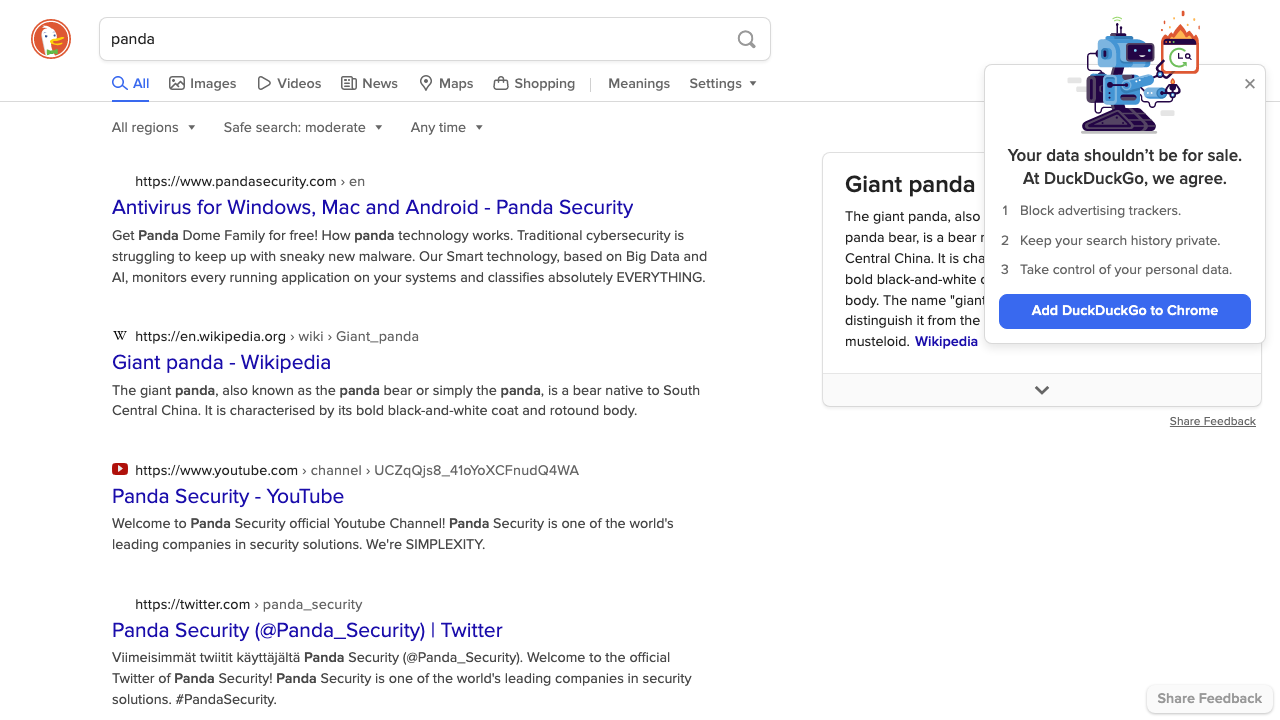 panda
All
Images
Videos
News
Maps
Shopping
Meanings
Settings
All regions
Safe search: moderate
Any time
https://www.pandasecurity.com › en
Antivirus for Windows, Mac and Android - Panda Security
Get Panda Dome Family for free! How panda technology works. Traditional cybersecurity is
struggling to keep up with sneaky new malware. Our Smart technology, based on Big Data and
AI, monitors every running application on your systems and classifies absolutely EVERYTHING.
W https://en.wikipedia.org › wiki › Giant_panda
Giant panda - Wikipedia
The giant panda, also known as the panda bear or simply the panda, is a bear native to South
Central China. It is characterised by its bold black-and-white coat and rotound body.
https://www.youtube.com › channel › UCZqQjs8_41oYoXCFnudQ4WA
Panda Security - YouTube
Welcome to Panda Security official Youtube Channel! Panda Security is one of the world's
leading companies in security solutions. We're SIMPLEXITY.
https://twitter.com › panda_security
Panda Security (@Panda_Security) | Twitter
Viimeisimmät twiitit käyttäjältä Panda Security (@Panda_Security). Welcome to the official
Twitter of Panda Security! Panda Security is one of the world's leading companies in security
solutions. #PandaSecurity.
Giant panda
The giant panda, also
panda bear, is a bear
Central China. It is
bold black-and-white
body. The name
distinguish it from the
musteloid. Wikipedia
Share Feedback
Your data shouldn’t be for sale.
At DuckDuckGo, we agree.
1 Block advertising trackers.
2 Keep your search history private.
3 Take control of your personal data.
Add DuckDuckGo to Chrome
Share Feedback